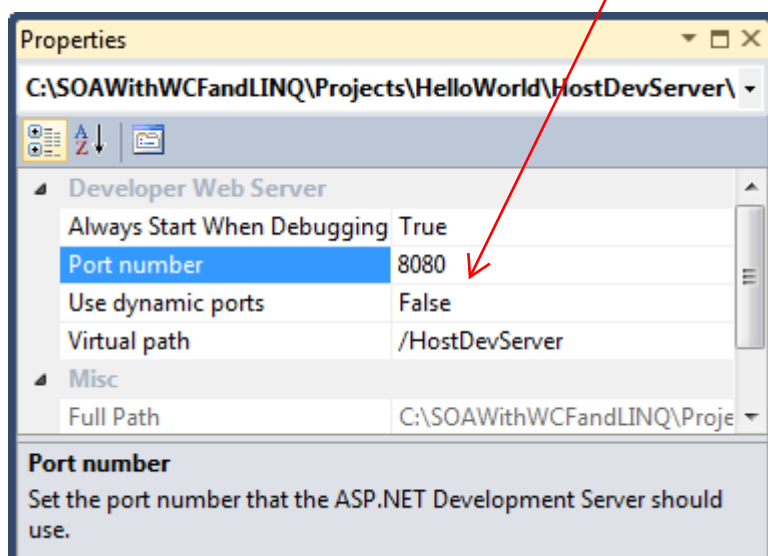 Properties
C:\SOAWithWCFandLINQ\Projects\HelloWorld\HostDevServer\
Developer Web Server
Always Start When Debugging True
Port number 8080
Use dynamic ports False
Virtual path /HostDevServer
Misc
Full Path C:\SOAWithWCFandLINQ\Proje
Port number
Set the port number that the ASP.NET Development Server should
use.